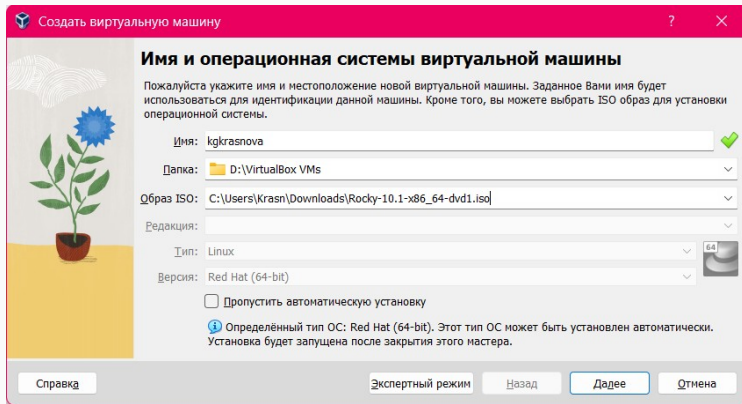 Создать виртуальную машину
Имя и операционная системы виртуальной машины
Пожалуйста укажите имя и местоположение новой виртуальной машины. Заданное Вами имя будет
использоваться для идентификации данной машины. Кроме того, вы можете выбрать ISO образ для установки
операционной системы.
Имя: kgkrasnova
Папка: D:\VirtualBox VMs
Образ ISO: C:\Users\Krasn\Downloads\Rocky-10.1-x86_64-dvd1.iso
Редакция:
Тип: Linux
64
Версия: Red Hat (64-bit)
Пропустить автоматическую установку
Определённый тип ОС: Red Hat (64-bit). Этот тип ОС может быть установлен автоматически.
Установка будет запущена после закрытия этого мастера.
Справка Экспертный режим Назад Далее Отмена